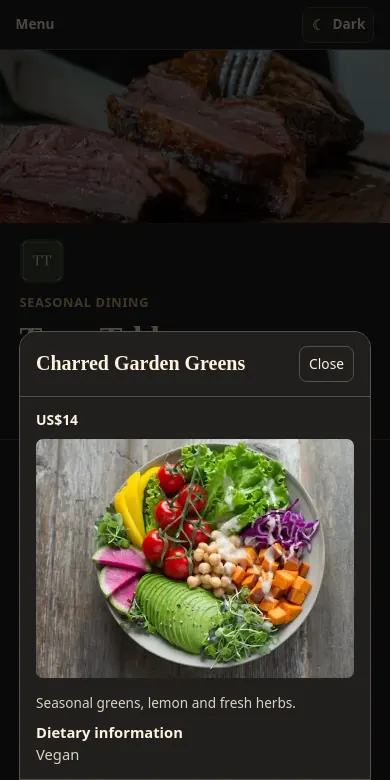 Menu
☾ Dark
TT
SEASONAL DINING
Charred Garden Greens
Close
US$14
Seasonal greens, lemon and fresh herbs.
Dietary information
Vegan